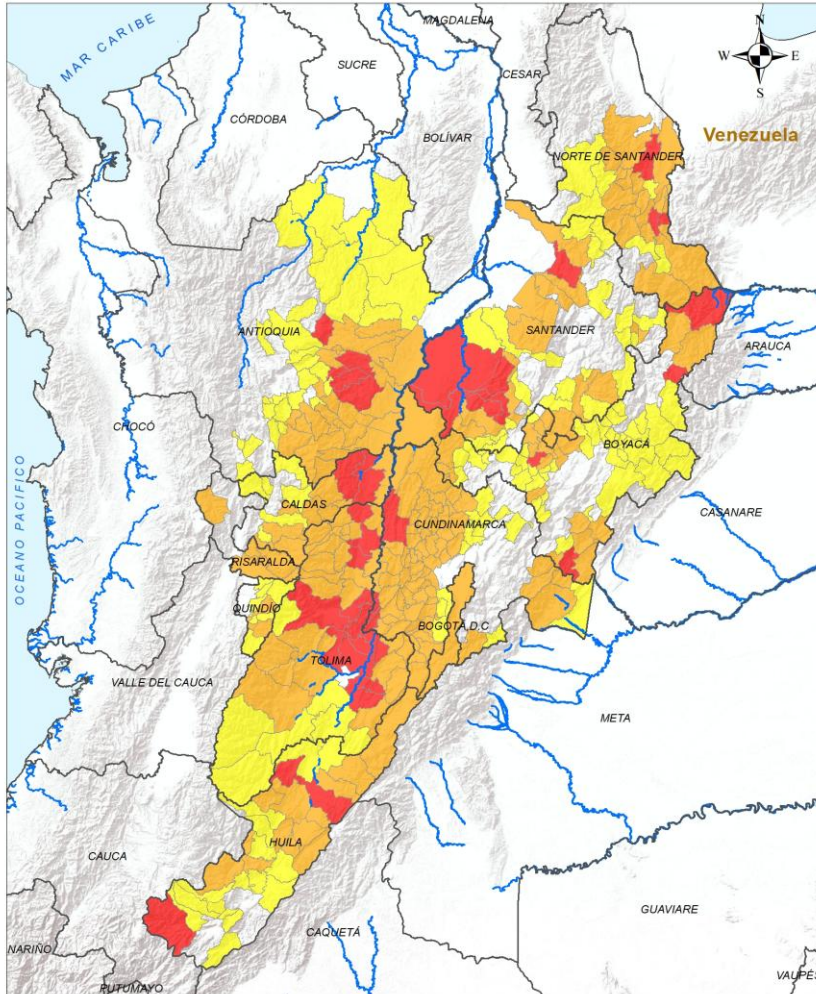 MAGDALENA
MAR CARIBE
N
W E
S
SUCRE
CESAR
CÓRDOBA
BOLÍVAR
Venezuela
NORTE DE SANTANDER
ANTIOQUIA
SANTANDER
ARAUCA
CHOCÓ
BOYACÁ
OCEANO PACIFICO
CALDAS
CUNDINAMARCA
CASANARE
RISARALDA
QUINDÍO
BOGOTÁ, D.C
TOLIMA
VALLE DEL CAUCA
META
HUILA
CAUCA
GUAVIARE
CAQUETÁ
NARIÑO
PUTUMAYO
VAUPÉS